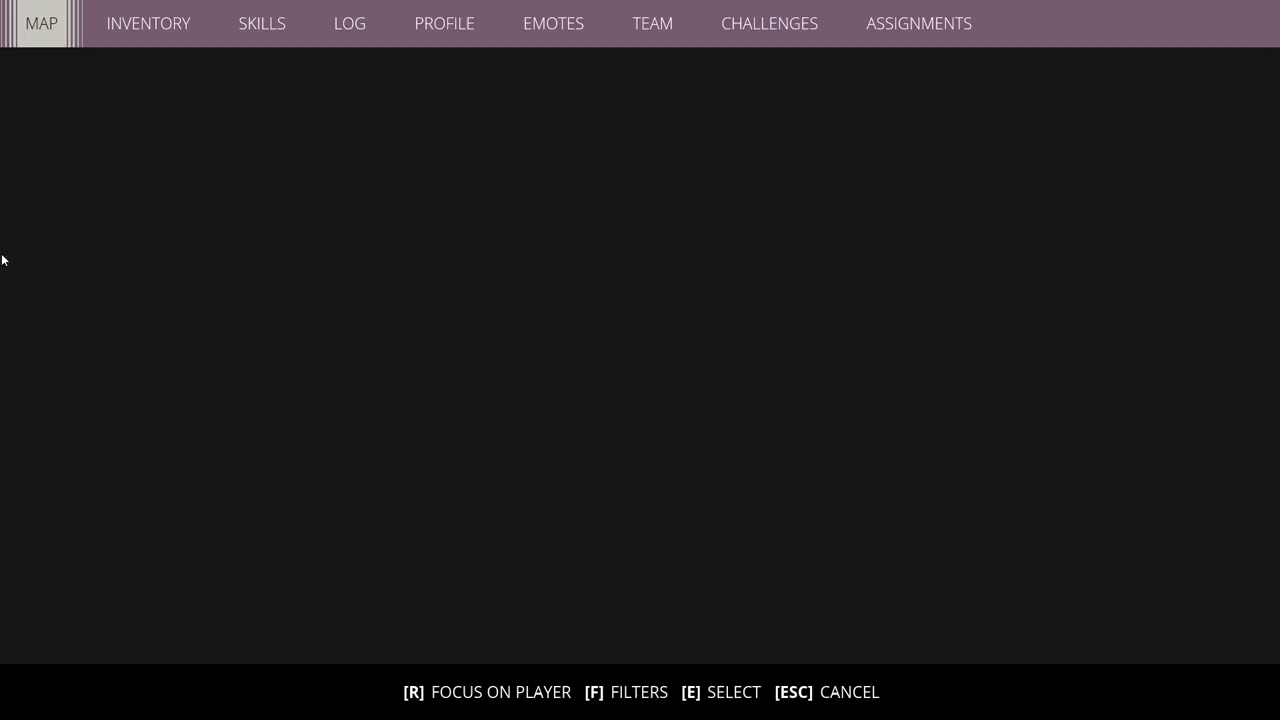 MAP INVENTORY SKILLS LOG PROFILE EMOTES TEAM CHALLENGES ASSIGNMENTS
[R] FOCUS ON PLAYER [F] FILTERS [E] SELECT [ESC] CANCEL